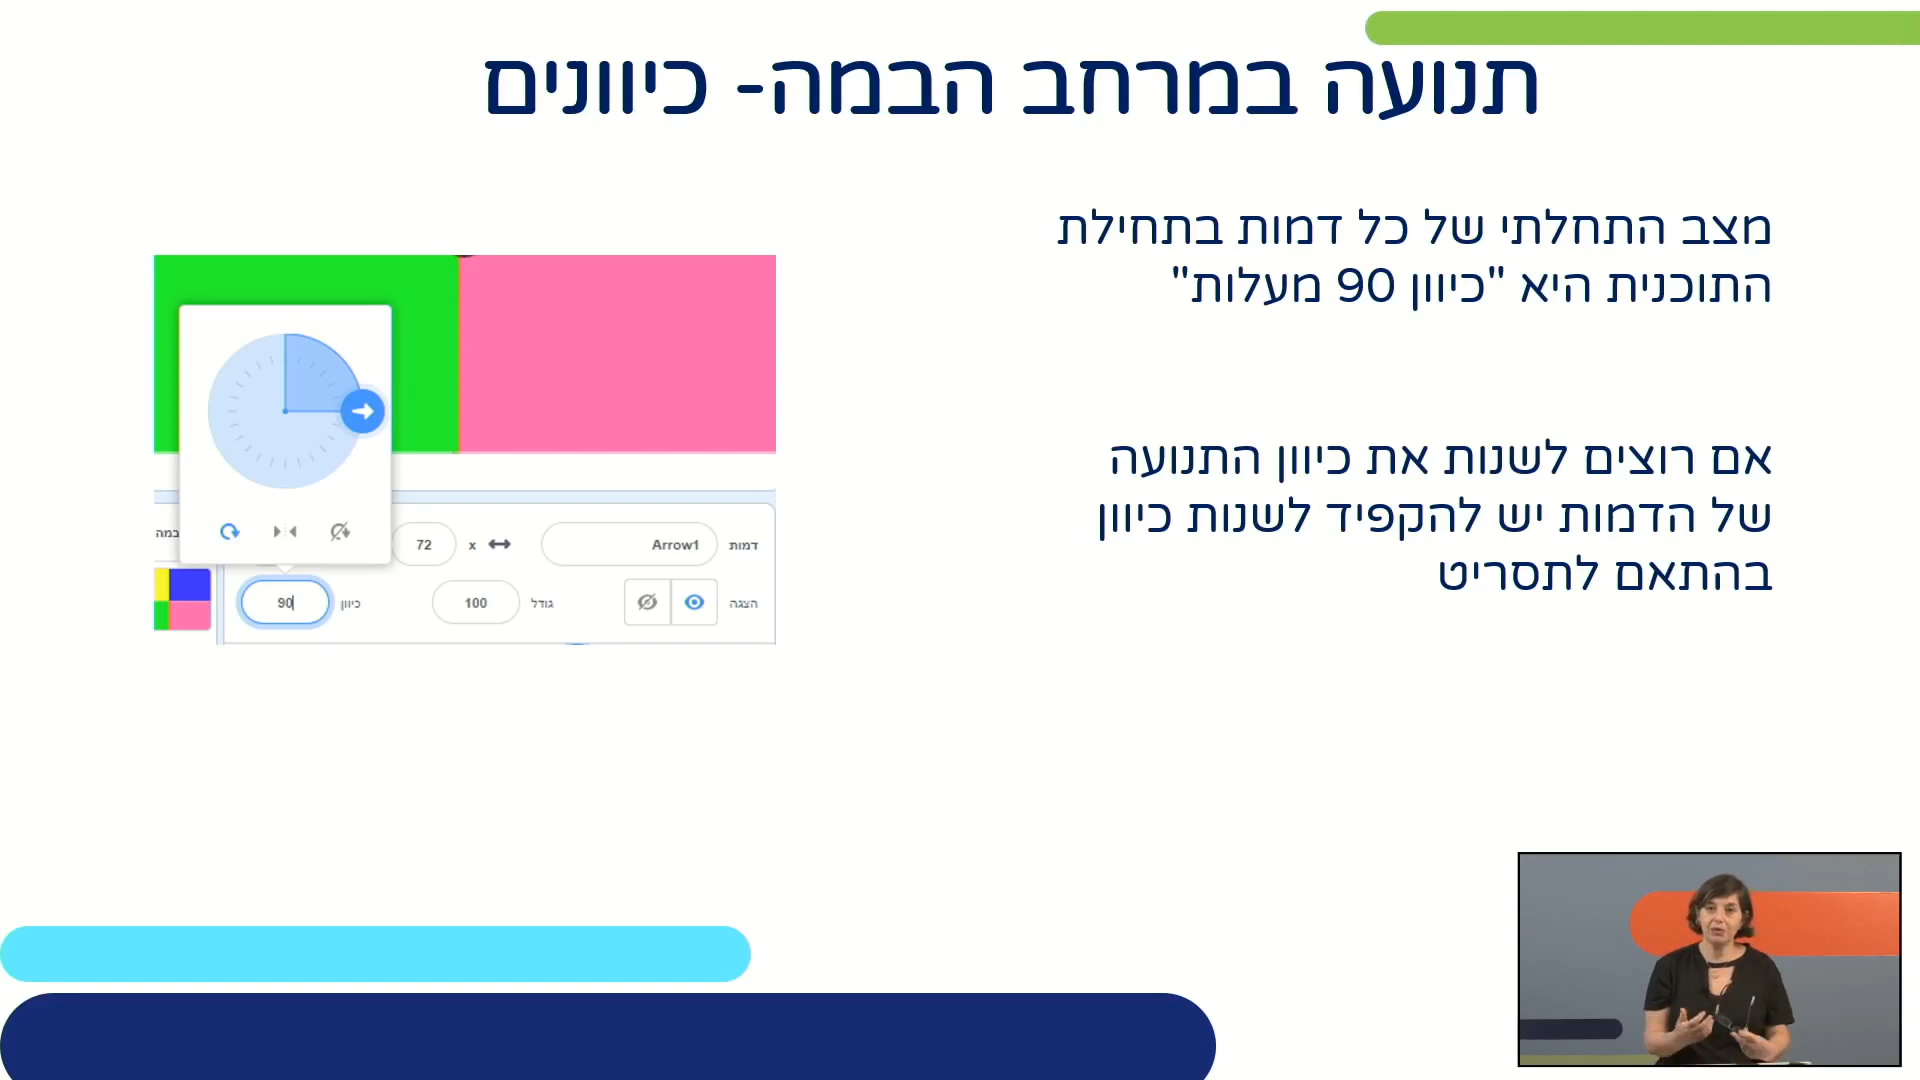 תנועה במרחב הבמה- כיוונים
מצב התחלתי של כל דמות בתחילת
התוכנית היא "כיוון 90 מעלות"
אם רוצים לשנות את כיוון התנועה
של הדמות יש להקפיד לשנות כיוון
בהתאם לתסריט
דמות Arrow1 x 72
במה
הצגה גודל 100 כיוון 90